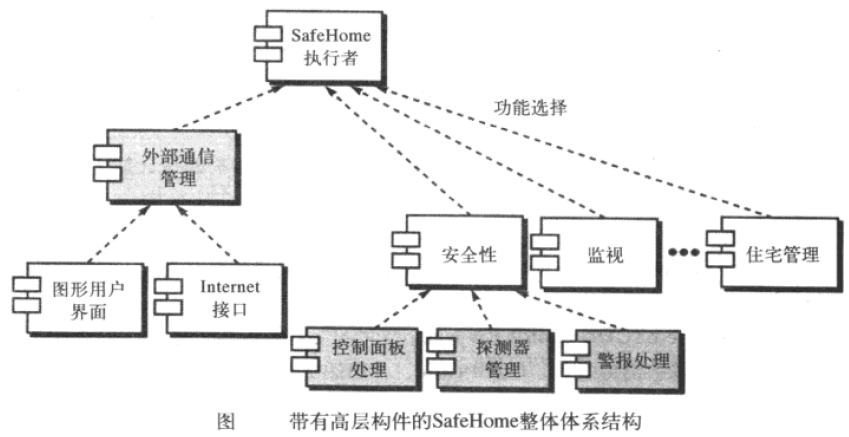 SafeHome
执行者
功能选择
外部通信
管理
安全性
监视
住宅管理
图形用户
界面
Internet
接口
控制面板
处理
探测器
管理
警报处理
图 带有高层构件的SafeHome整体体系结构